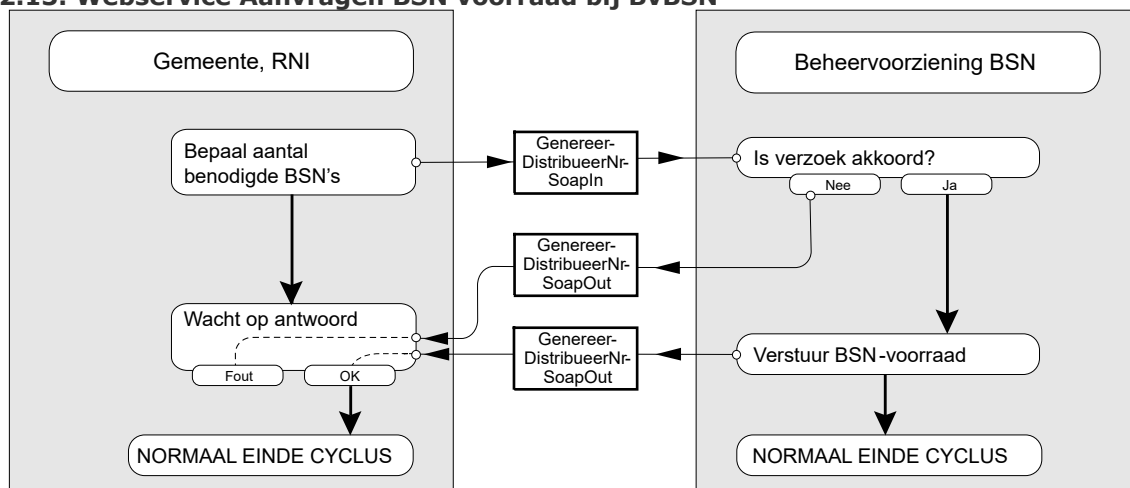 2.13. Webservice Aanvragen BSN voorraad bij BvBSN
Gemeente, RNI
Beheervoorziening BSN
Bepaal aantal
benodigde BSN's
Genereer-
DistribueerNr-
SoapIn
Is verzoek akkoord?
Nee
Ja
Genereer-
DistribueerNr-
SoapOut
Wacht op antwoord
Fout
OK
Genereer-
DistribueerNr-
SoapOut
Verstuur BSN-voorraad
NORMAAL EINDE CYCLUS
NORMAAL EINDE CYCLUS